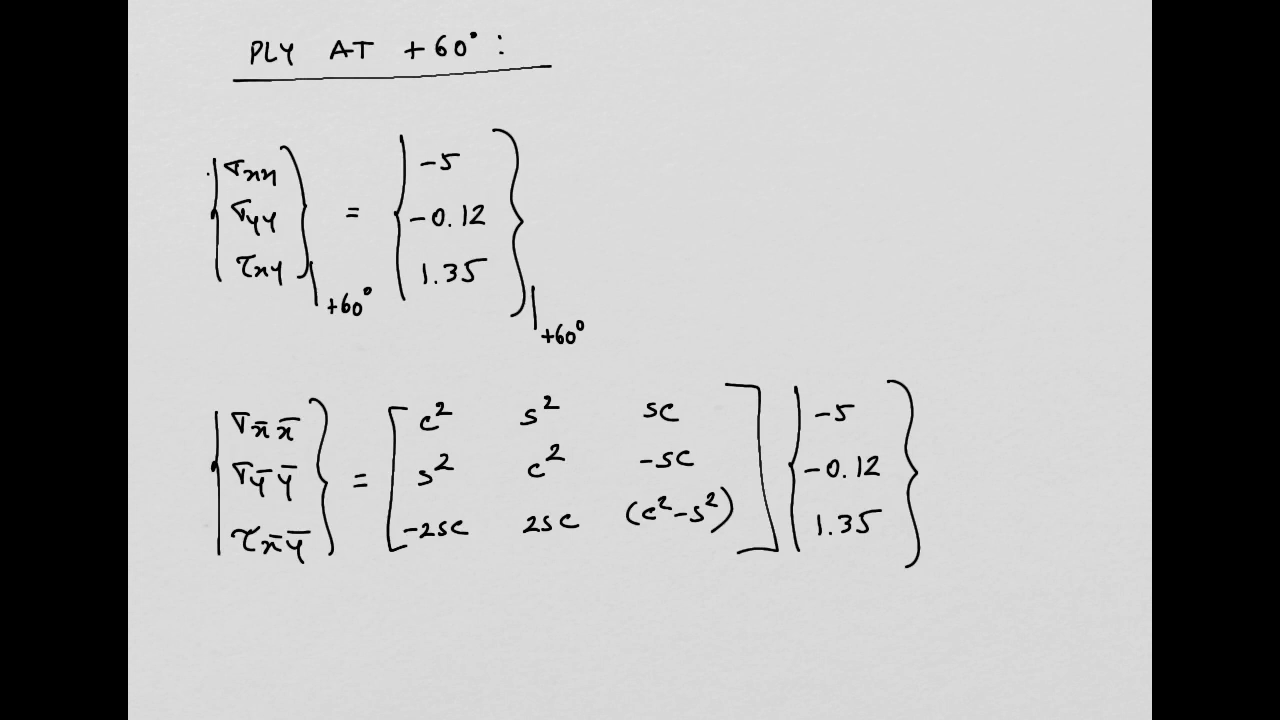 PLY AT +60° :
σxx
σyy
τxy
+60°
=
-5
-0.12
1.35
+60°
σx̄x̄
σȳȳ
τx̄ȳ
=
c² s² sc
s² c² -sc
-2sc 2sc (c²-s²)
-5
-0.12
1.35